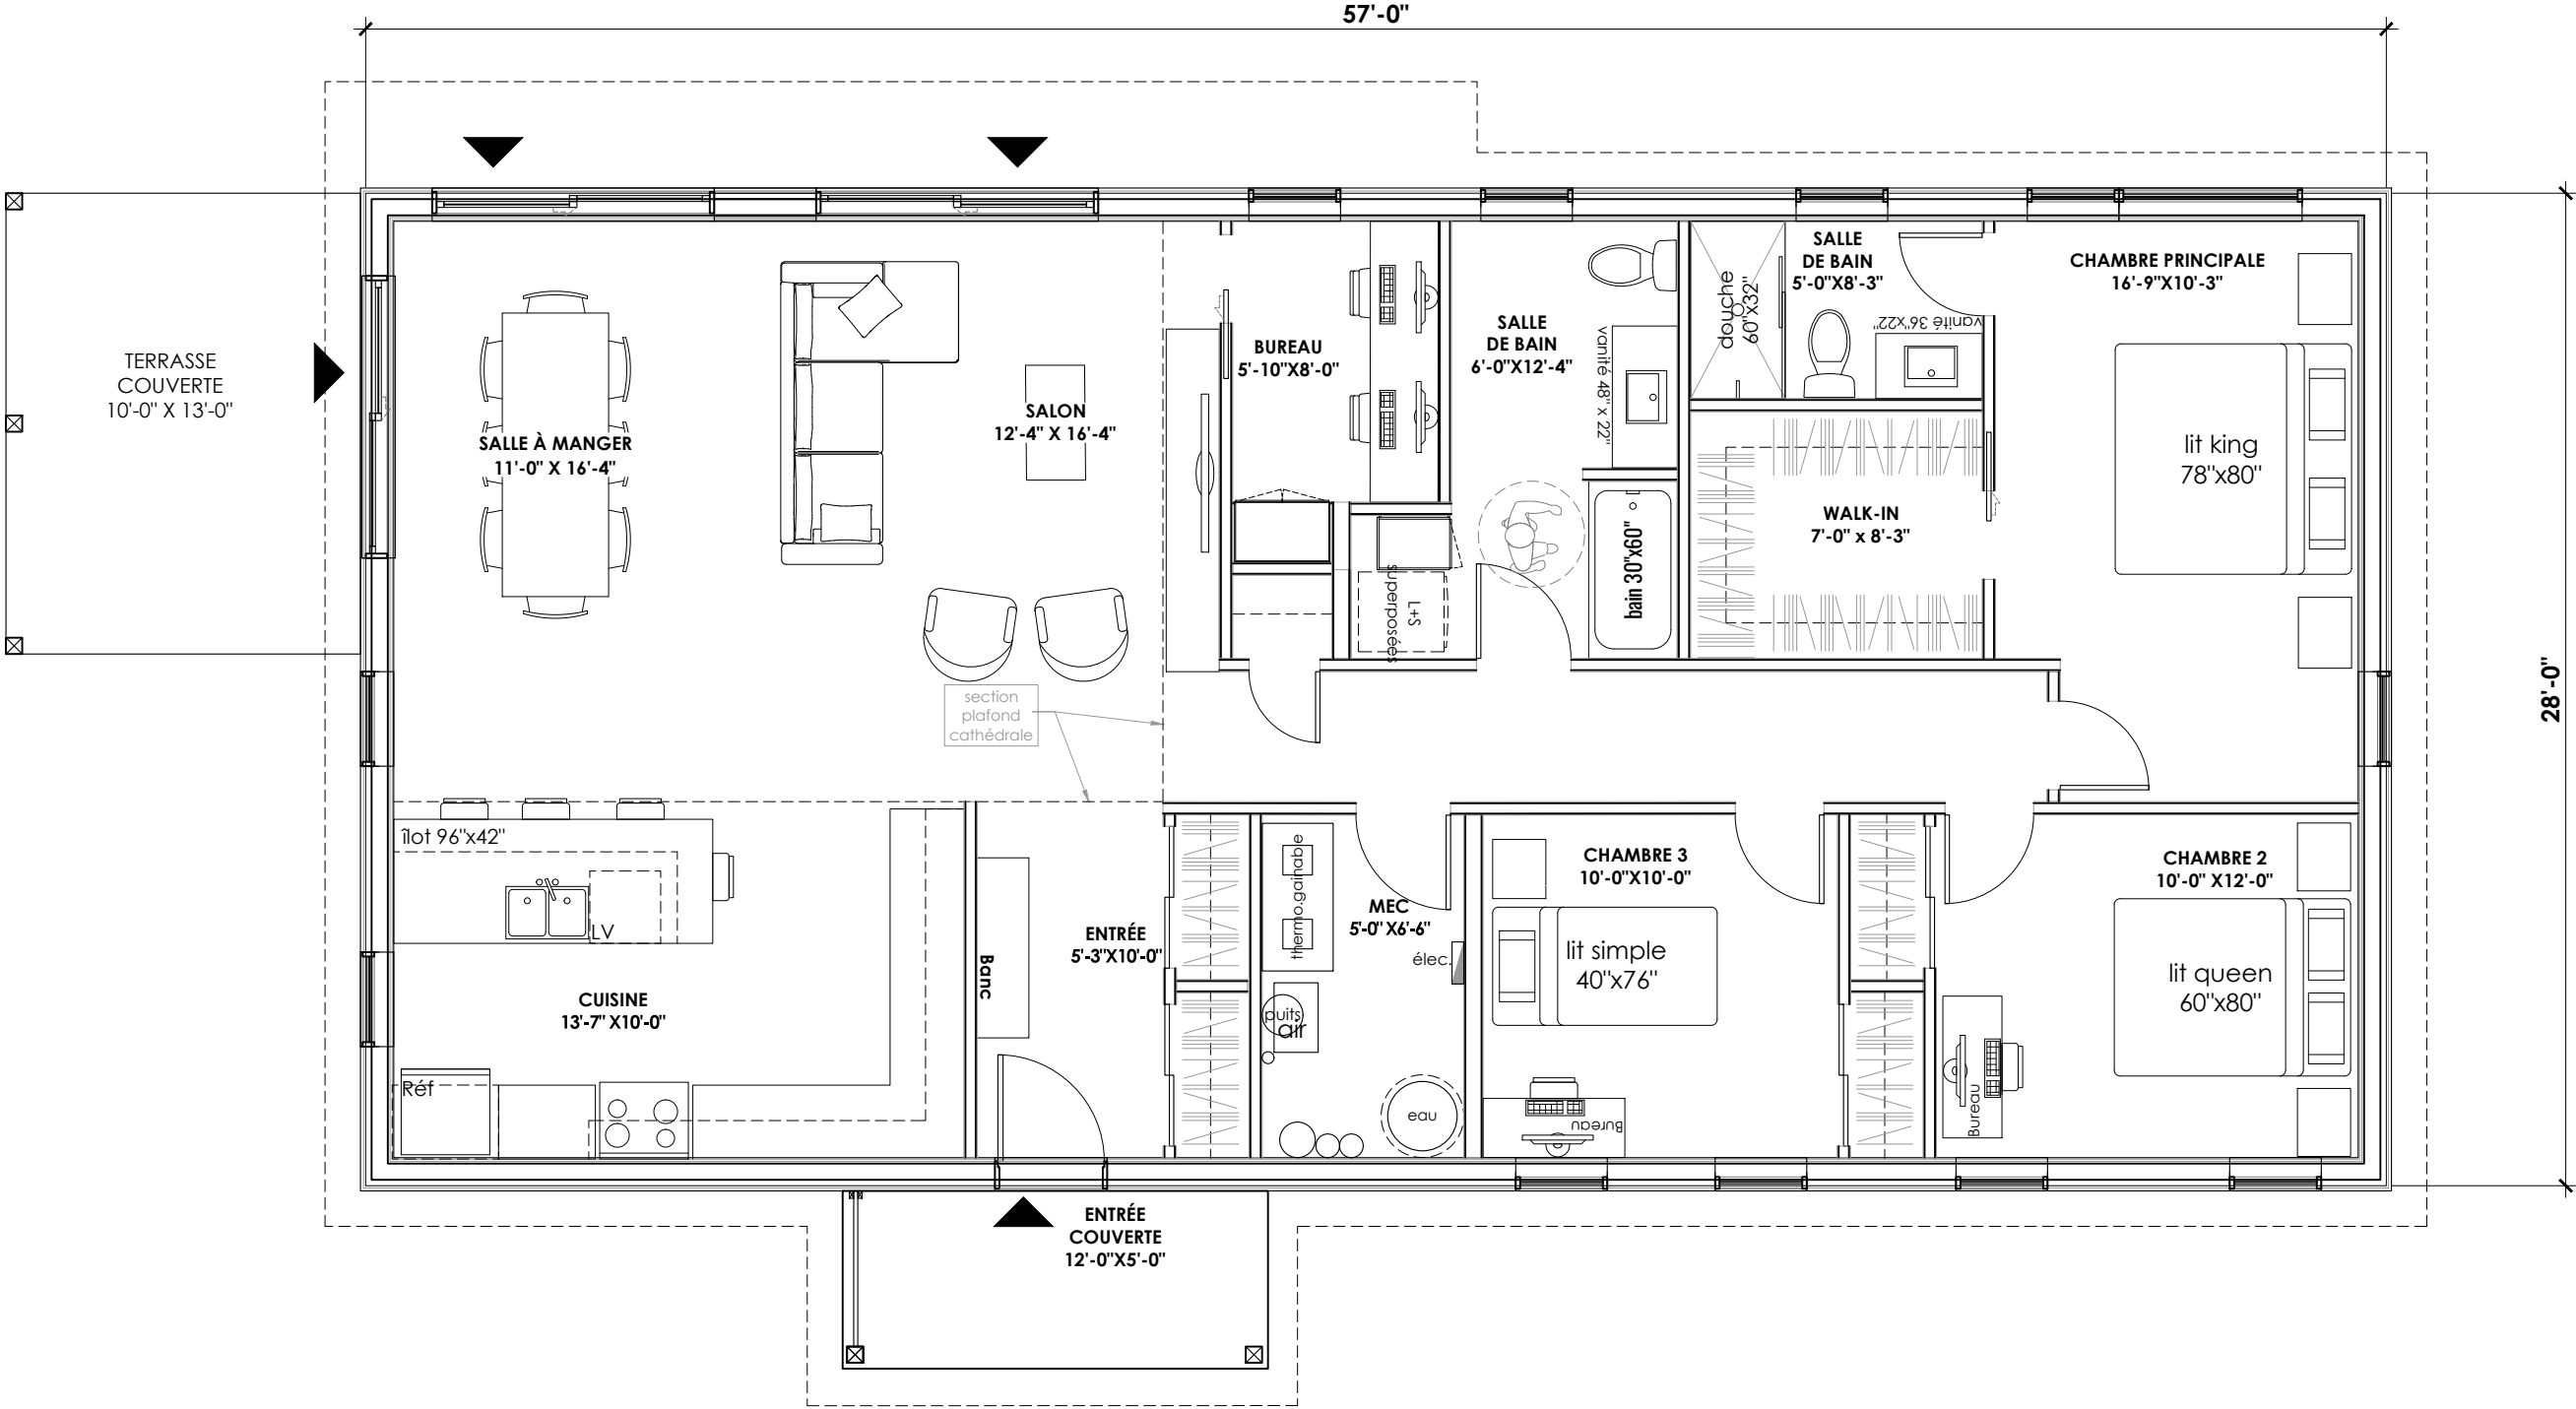 57'-0"
TERRASSE
COUVERTE
10'-0" X 13'-0"
SALLE À MANGER
11'-0" X 16'-4"
SALON
12'-4" X 16'-4"
BUREAU
5'-10"X8'-0"
SALLE
DE BAIN
6'-0"X12'-4"
vanité 48" x 22"
bain 30"x60"
L+S
superposées
douche
60"x32"
SALLE
DE BAIN
5'-0"X8'-3"
vanité 36"x22"
WALK-IN
7'-0" x 8'-3"
CHAMBRE PRINCIPALE
16'-9"X10'-3"
lit king
78"x80"
28'-0"
section
plafond
cathédrale
îlot 96"x42"
LV
CUISINE
13'-7" X10'-0"
Réf
Banc
ENTRÉE
5'-3"X10'-0"
thermo.gainable
MEC
5'-0" X6'-6"
élec.
puits
air
eau
CHAMBRE 3
10'-0"X10'-0"
lit simple
40"x76"
Bureau
CHAMBRE 2
10'-0" X12'-0"
lit queen
60"x80"
Bureau
ENTRÉE
COUVERTE
12'-0"X5'-0"